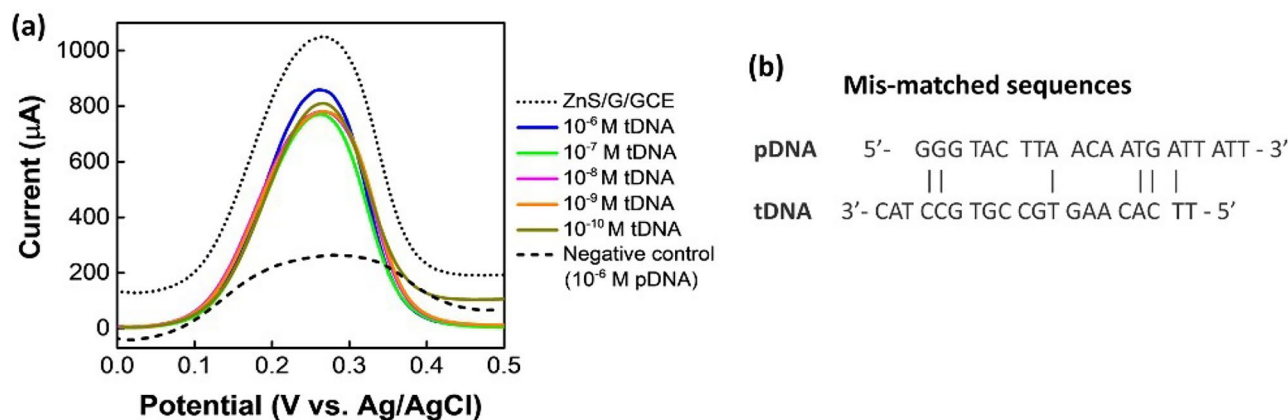 (a)
Current (µA)
1000
800
600
400
200
0
0.0 0.1 0.2 0.3 0.4 0.5
Potential (V vs. Ag/AgCl)
ZnS/G/GCE
10⁻⁶ M tDNA
10⁻⁷ M tDNA
10⁻⁸ M tDNA
10⁻⁹ M tDNA
10⁻¹⁰ M tDNA
Negative control
(10⁻⁶ M pDNA)
(b)
Mis-matched sequences
pDNA 5’- GGG TAC TTA ACA ATG ATT ATT - 3’
tDNA 3’- CAT CCG TGC CGT GAA CAC TT - 5’